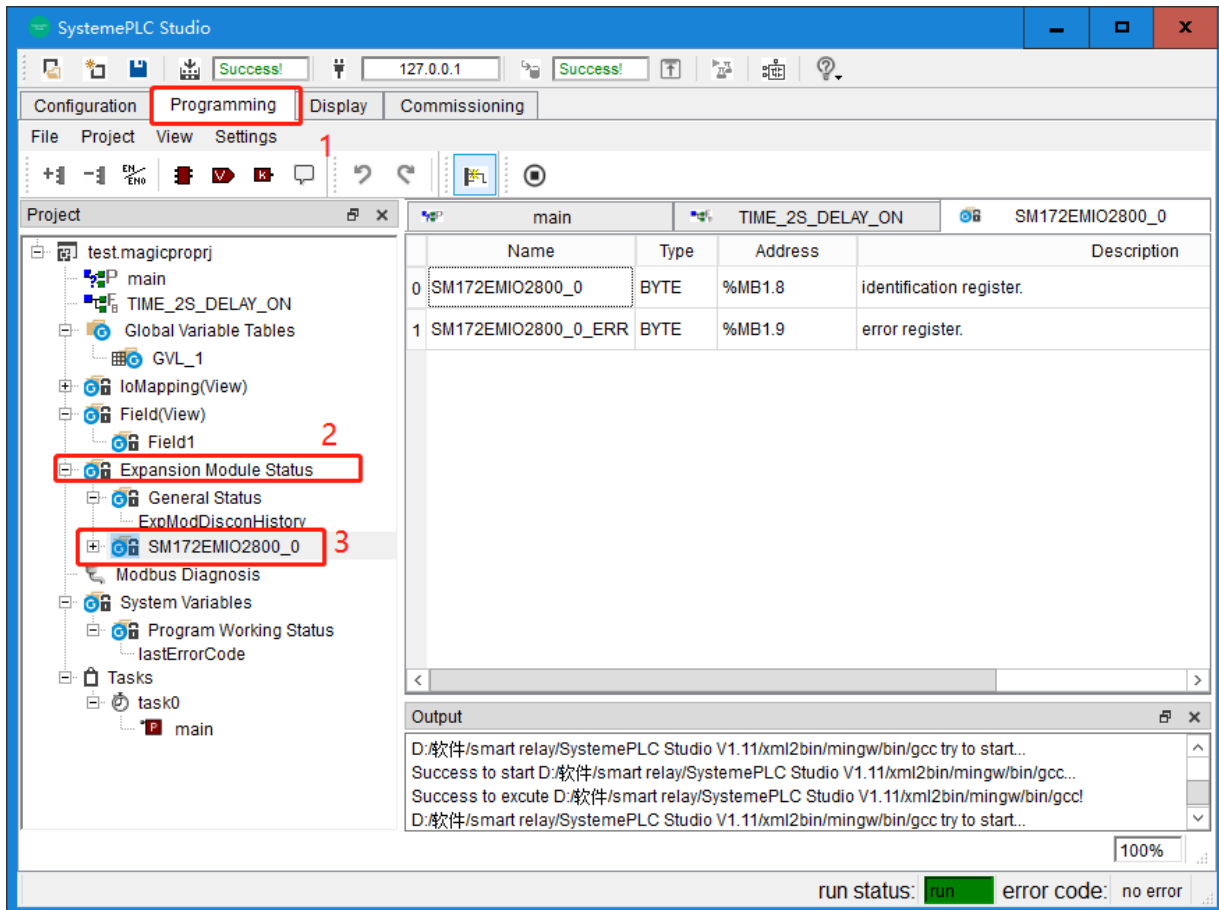 SystemePLC Studio
Success! 127.0.0.1 Success!
Configuration Programming Display Commissioning
File Project View Settings
1
EN
ENO
V K
Project
test.magicproprj
main
TIME_2S_DELAY_ON
Global Variable Tables
GVL_1
IoMapping(View)
Field(View)
Field1
2
Expansion Module Status
General Status
ExpModDisconHistory
SM172EMIO2800_0
3
Modbus Diagnosis
System Variables
Program Working Status
lastErrorCode
Tasks
task0
main
main TIME_2S_DELAY_ON SM172EMIO2800_0
Name Type Address Description
0 SM172EMIO2800_0 BYTE %MB1.8 identification register.
1 SM172EMIO2800_0_ERR BYTE %MB1.9 error register.
Output
D:/软件/smart relay/SystemePLC Studio V1.11/xml2bin/mingw/bin/gcc try to start...
Success to start D:/软件/smart relay/SystemePLC Studio V1.11/xml2bin/mingw/bin/gcc...
Success to excute D:/软件/smart relay/SystemePLC Studio V1.11/xml2bin/mingw/bin/gcc!
D:/软件/smart relay/SystemePLC Studio V1.11/xml2bin/mingw/bin/gcc try to start...
100%
run status: run error code: no error